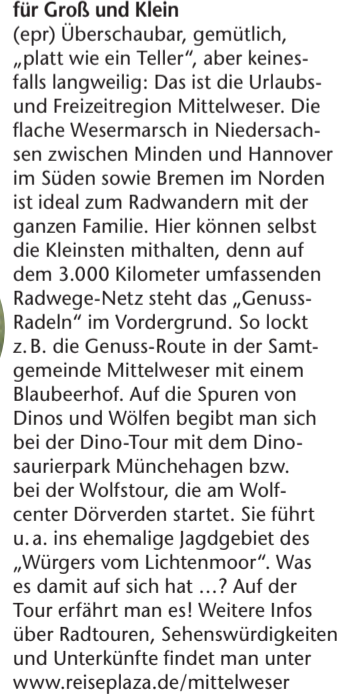 für Groß und Klein
(epr) Überschaubar, gemütlich,
„platt wie ein Teller“, aber keines-
falls langweilig: Das ist die Urlaubs-
und Freizeitregion Mittelweser. Die
flache Wesermarsch in Niedersach-
sen zwischen Minden und Hannover
im Süden sowie Bremen im Norden
ist ideal zum Radwandern mit der
ganzen Familie. Hier können selbst
die Kleinsten mithalten, denn auf
dem 3.000 Kilometer umfassenden
Radwege-Netz steht das „Genuss-
Radeln“ im Vordergrund. So lockt
z. B. die Genuss-Route in der Samt-
gemeinde Mittelweser mit einem
Blaubeerhof. Auf die Spuren von
Dinos und Wölfen begibt man sich
bei der Dino-Tour mit dem Dino-
saurierpark Münchehagen bzw.
bei der Wolfstour, die am Wolf-
center Dörverden startet. Sie führt
u. a. ins ehemalige Jagdgebiet des
„Würgers vom Lichtenmoor“. Was
es damit auf sich hat …? Auf der
Tour erfährt man es! Weitere Infos
über Radtouren, Sehenswürdigkeiten
und Unterkünfte findet man unter
www.reiseplaza.de/mittelweser